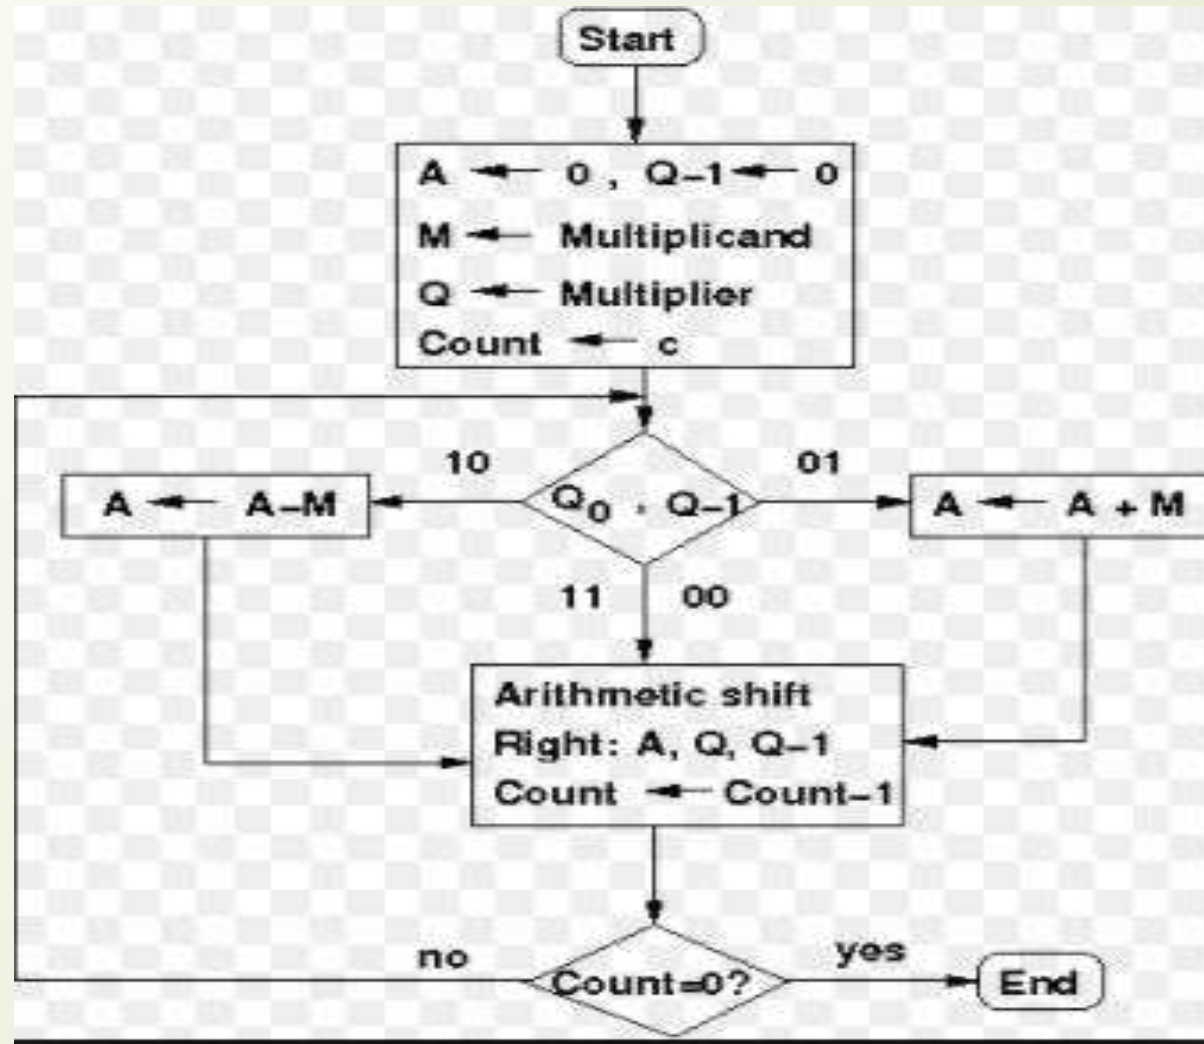 Start
A ← 0 , Q−1 ← 0
M ← Multiplicand
Q ← Multiplier
Count ← c
10
01
A ← A−M
Q₀ , Q−1
A ← A + M
11
00
Arithmetic shift
Right: A, Q, Q−1
Count ← Count−1
no
Count=0?
yes
End